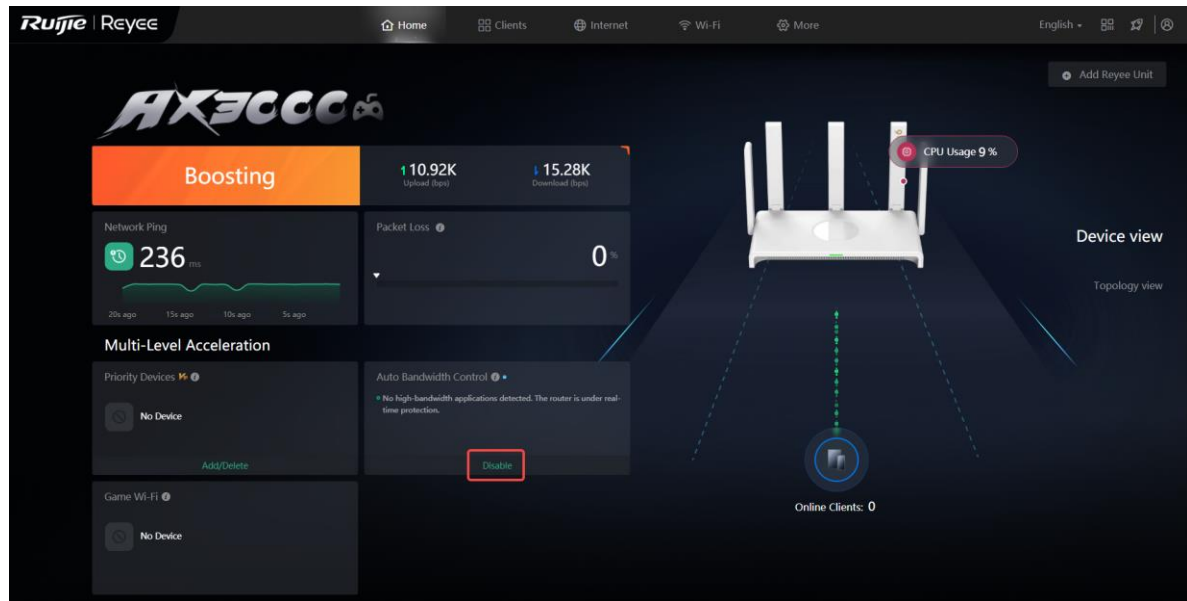 Ruijie | Reyee
Home
Clients
Internet
Wi-Fi
More
English
Add Reyee Unit
AX3000
Boosting
10.92K
Upload (bps)
15.28K
Download (bps)
CPU Usage 9 %
Network Ping
236 ms
20s ago 15s ago 10s ago 5s ago
Packet Loss
0 %
Device view
Topology view
Multi-Level Acceleration
Priority Devices
No Device
Add/Delete
Auto Bandwidth Control
No high-bandwidth applications detected. The router is under real-
time protection.
Disable
Game Wi-Fi
No Device
Online Clients: 0